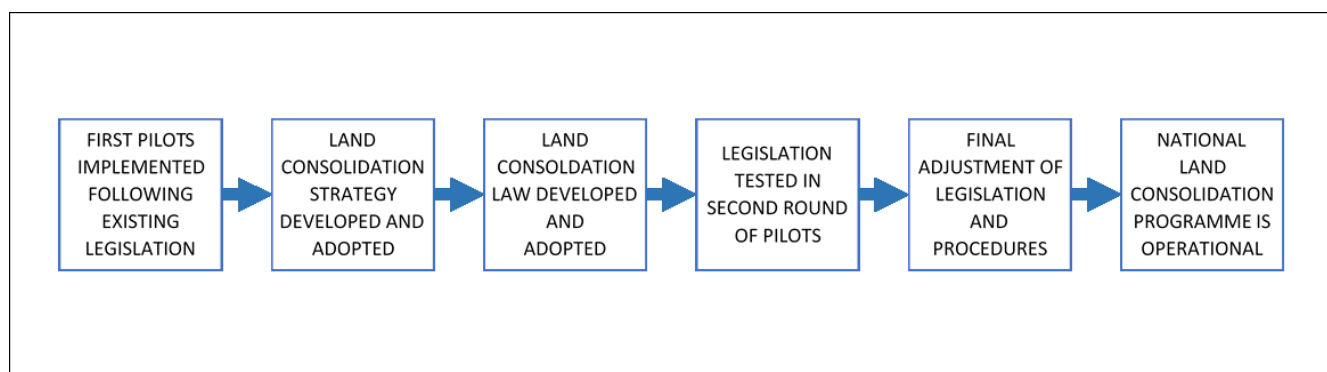 FIRST PILOTS
IMPLEMENTED
FOLLOWING
EXISTING
LEGISLATION
LAND
CONSOLIDATION
STRATEGY
DEVELOPED AND
ADOPTED
LAND
CONSOLDATION
LAW DEVELOPED
AND
ADOPTED
LEGISLATION
TESTED IN
SECOND ROUND
OF PILOTS
FINAL
ADJUSTMENT OF
LEGISLATION
AND
PROCEDURES
NATIONAL
LAND
CONSOLIDATION
PROGRAMME IS
OPERATIONAL